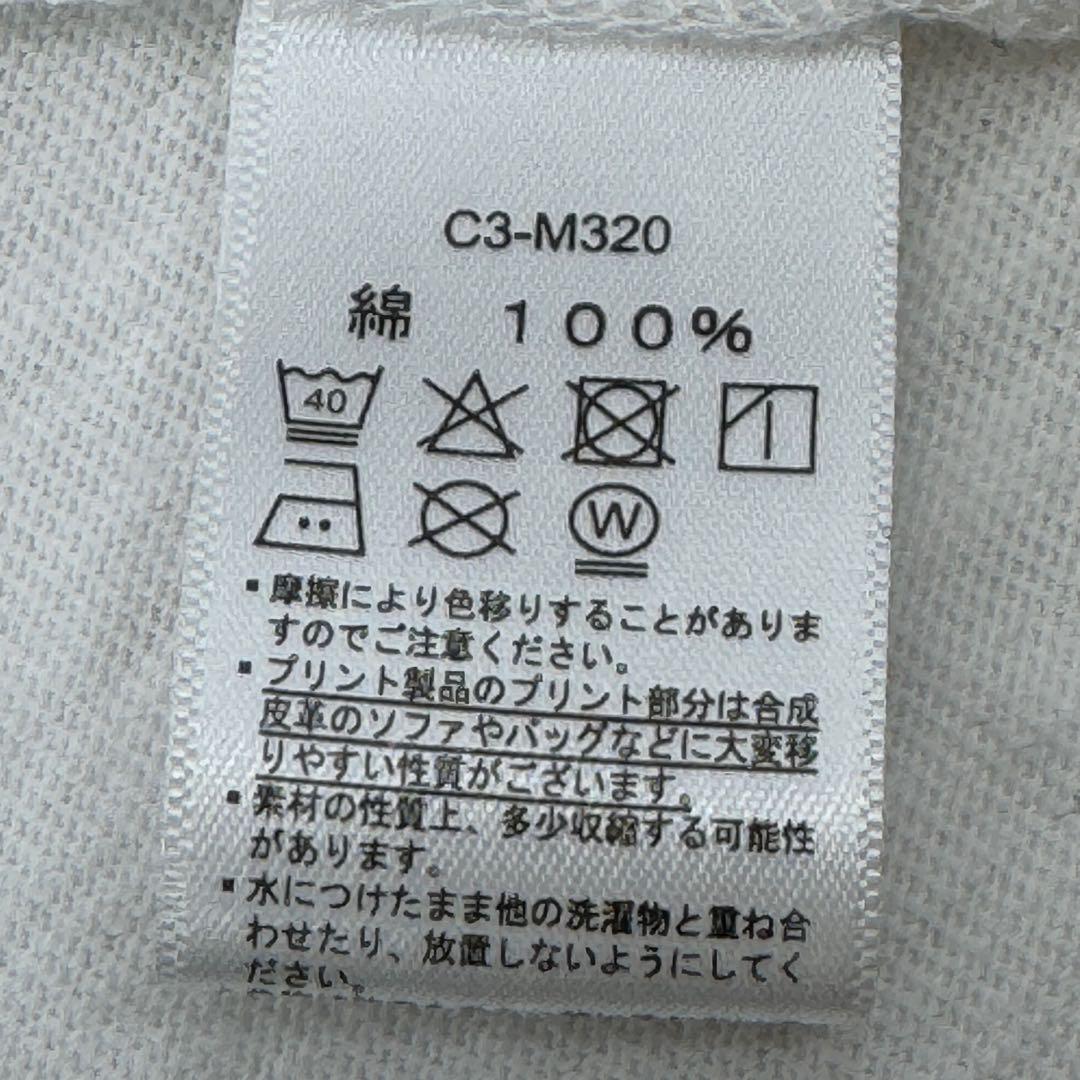 C3-M320
綿 100%
40
W
▪摩擦により色移りすることがありま
すのでご注意ください。
▪プリント製品のプリント部分は合成
皮革のソファやバッグなどに大変移
りやすい性質がございます。
▪素材の性質上、多少収縮する可能性
があります。
▪水につけたまま他の洗濯物と重ね合
わせたり、放置しないようにしてく
ださい。